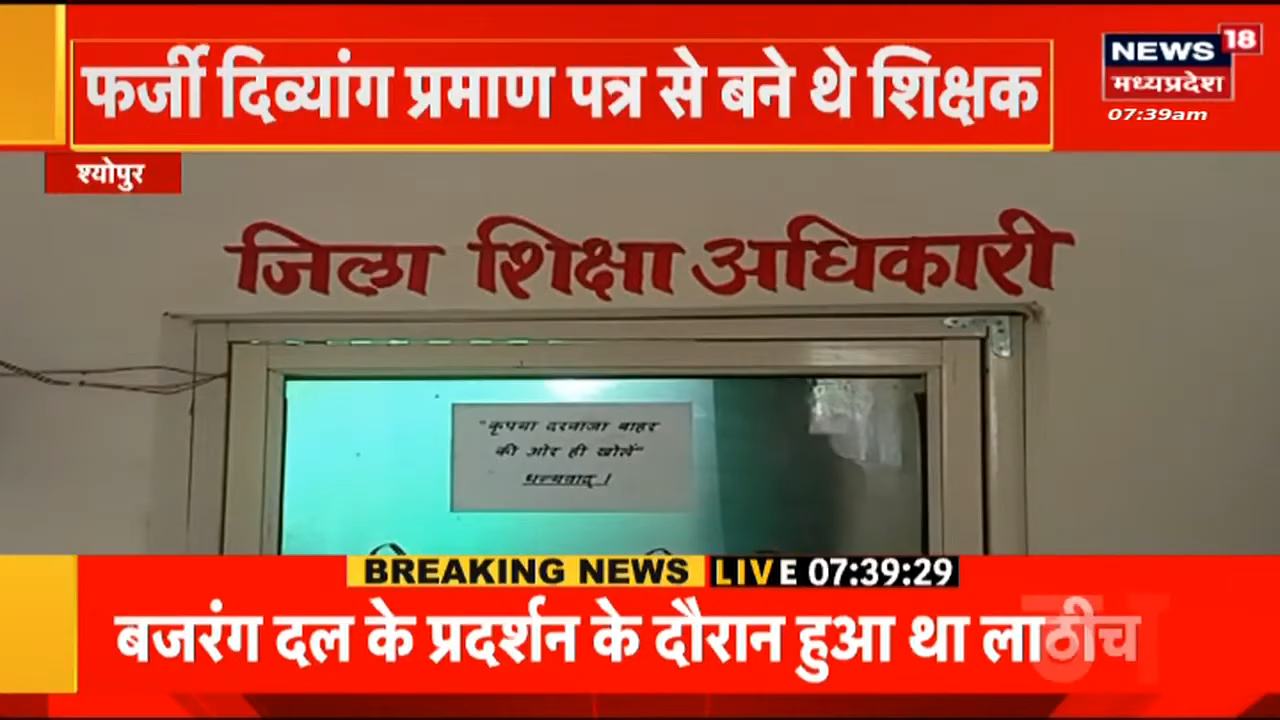 फर्जी दिव्यांग प्रमाण पत्र से बने थे शिक्षक
NEWS 18
मध्यप्रदेश
07:39am
श्योपुर
जिला शिक्षा अधिकारी
"कृपया दरवाजा बाहर
की ओर ही खोलें"
धन्यवाद् !
BREAKING NEWS LIVE 07:39:29
बजरंग दल के प्रदर्शन के दौरान हुआ था